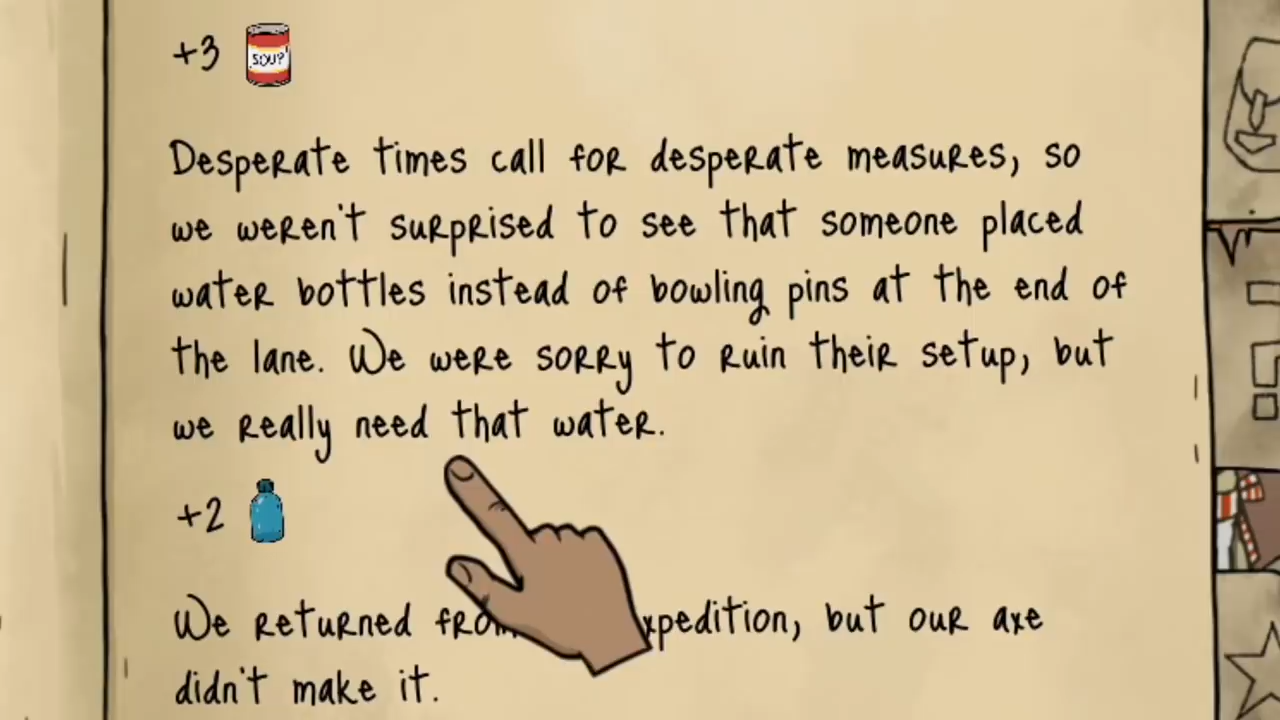 +3 SOUP
Desperate times call for desperate measures, so
we weren't surprised to see that someone placed
water bottles instead of bowling pins at the end of
the lane. We were sorry to ruin their setup, but
we really need that water.
+2
We returned expedition, but our axe
didn't make it.